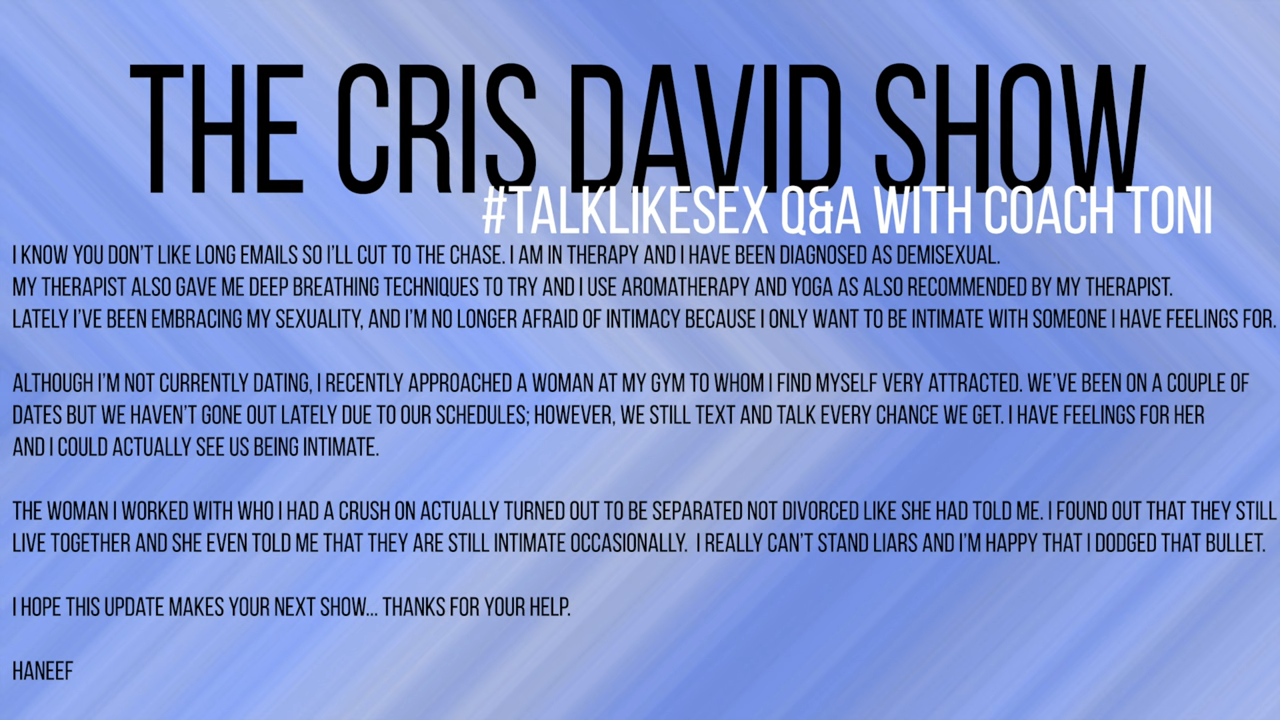 THE CRIS DAVID SHOW
#TALKLIKESEX Q&A WITH COACH TONI
I KNOW YOU DON'T LIKE LONG EMAILS SO I'LL CUT TO THE CHASE. I AM IN THERAPY AND I HAVE BEEN DIAGNOSED AS DEMISEXUAL.
MY THERAPIST ALSO GAVE ME DEEP BREATHING TECHNIQUES TO TRY AND I USE AROMATHERAPY AND YOGA AS ALSO RECOMMENDED BY MY THERAPIST.
LATELY I'VE BEEN EMBRACING MY SEXUALITY, AND I'M NO LONGER AFRAID OF INTIMACY BECAUSE I ONLY WANT TO BE INTIMATE WITH SOMEONE I HAVE FEELINGS FOR.
ALTHOUGH I'M NOT CURRENTLY DATING, I RECENTLY APPROACHED A WOMAN AT MY GYM TO WHOM I FIND MYSELF VERY ATTRACTED. WE'VE BEEN ON A COUPLE OF
DATES BUT WE HAVEN'T GONE OUT LATELY DUE TO OUR SCHEDULES; HOWEVER, WE STILL TEXT AND TALK EVERY CHANCE WE GET. I HAVE FEELINGS FOR HER
AND I COULD ACTUALLY SEE US BEING INTIMATE.
THE WOMAN I WORKED WITH WHO I HAD A CRUSH ON ACTUALLY TURNED OUT TO BE SEPARATED NOT DIVORCED LIKE SHE HAD TOLD ME. I FOUND OUT THAT THEY STILL
LIVE TOGETHER AND SHE EVEN TOLD ME THAT THEY ARE STILL INTIMATE OCCASIONALLY. I REALLY CAN'T STAND LIARS AND I'M HAPPY THAT I DODGED THAT BULLET.
I HOPE THIS UPDATE MAKES YOUR NEXT SHOW... THANKS FOR YOUR HELP.
HANEEF